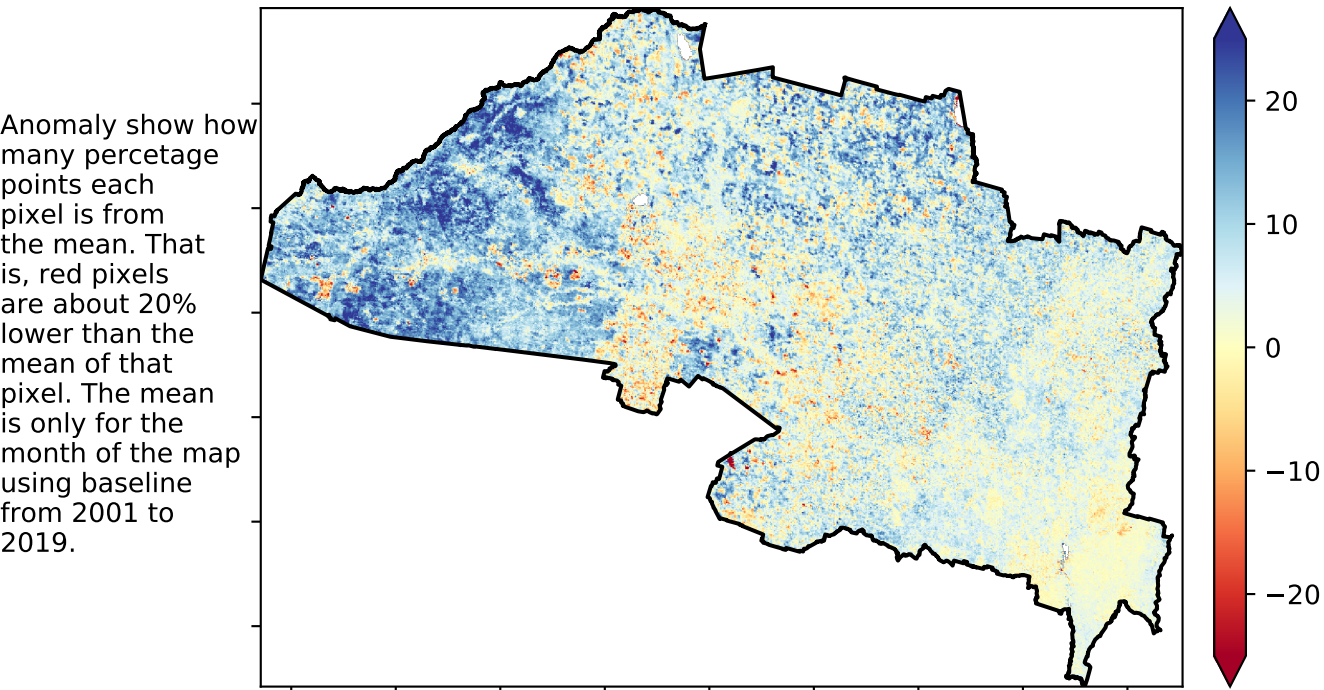 Anomaly show how
many percetage
points each
pixel is from
the mean. That
is, red pixels
are about 20%
lower than the
mean of that
pixel. The mean
is only for the
month of the map
using baseline
from 2001 to
2019.
20
10
0
−10
−20